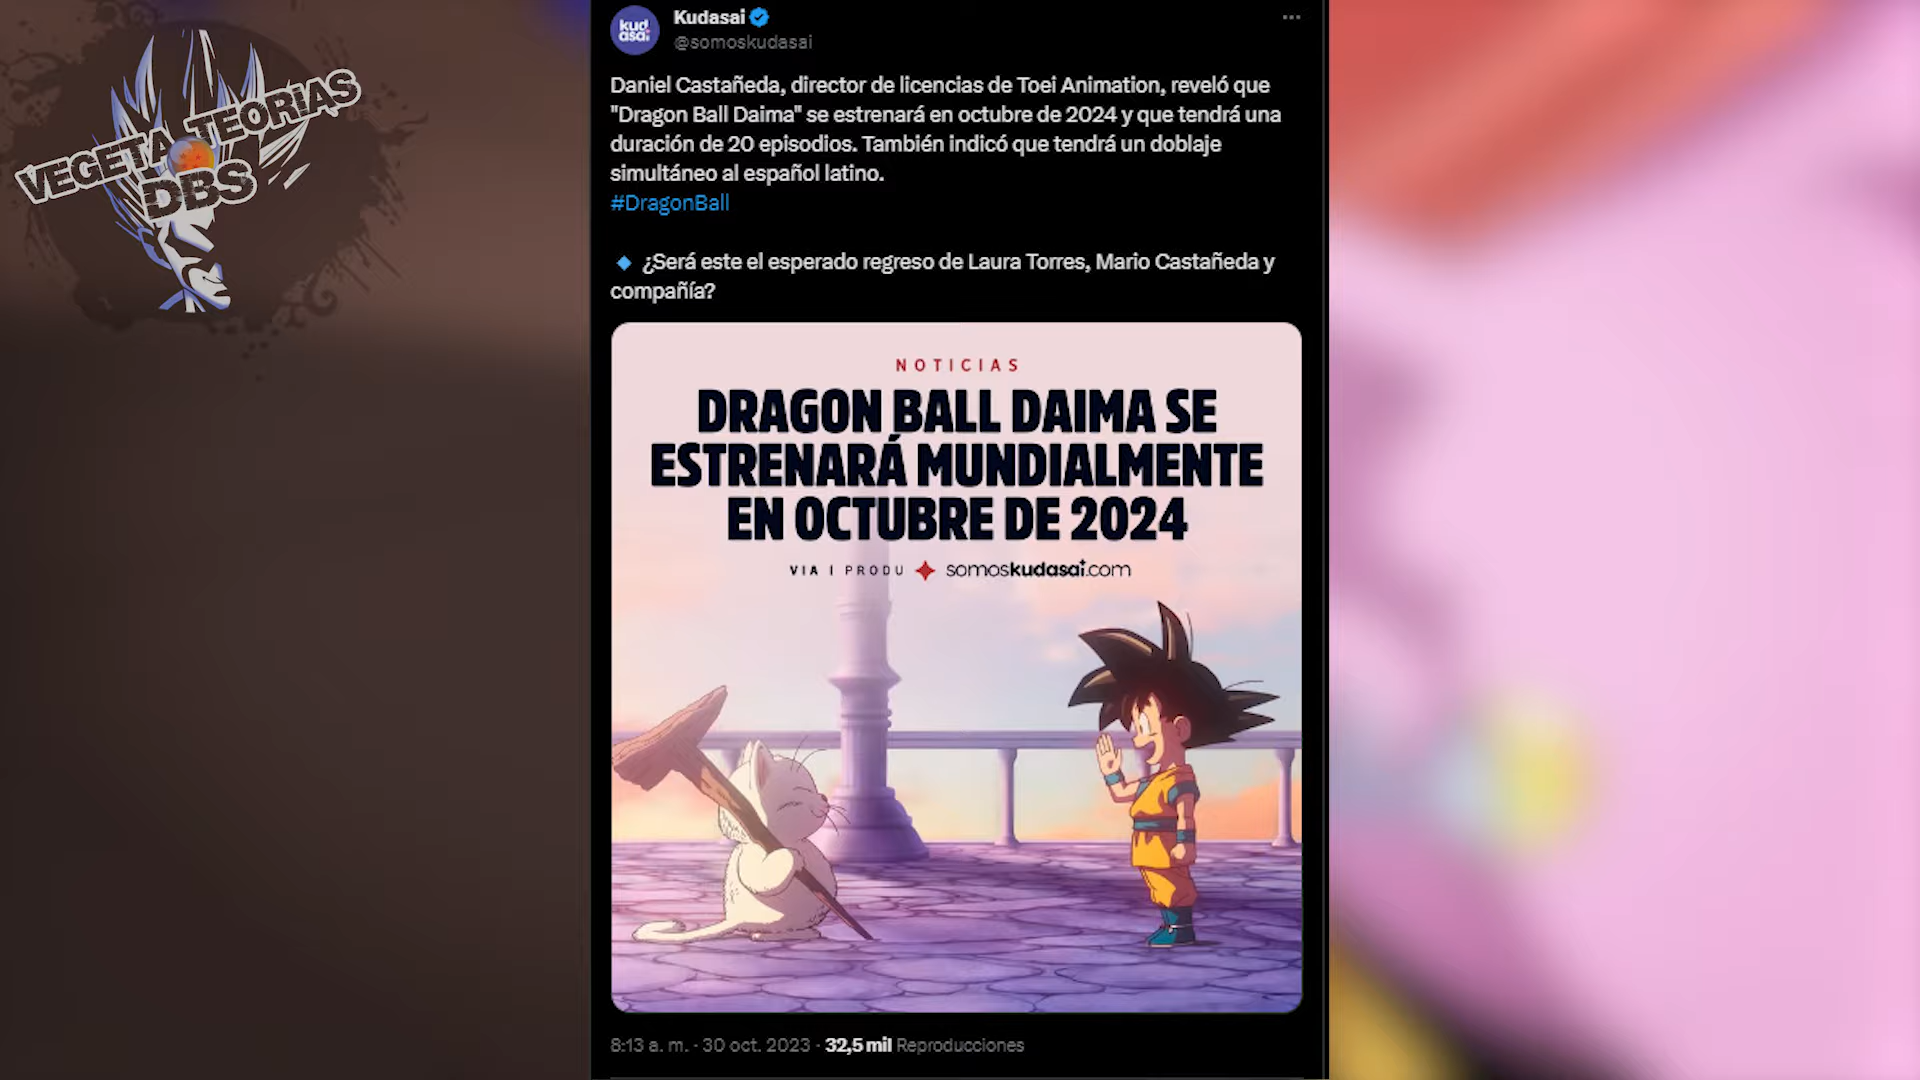 VEGETA TEORIAS
DBS
kud
asai
Kudasai
@somoskudasai
Daniel Castañeda, director de licencias de Toei Animation, reveló que
"Dragon Ball Daima" se estrenará en octubre de 2024 y que tendrá una
duración de 20 episodios. También indicó que tendrá un doblaje
simultáneo al español latino.
#DragonBall
🔹 ¿Será este el esperado regreso de Laura Torres, Mario Castañeda y
compañía?
NOTICIAS
DRAGON BALL DAIMA SE
ESTRENARÁ MUNDIALMENTE
EN OCTUBRE DE 2024
VIA | PRODU somoskudasai.com
8:13 a. m. · 30 oct. 2023 · 32,5 mil Reproducciones